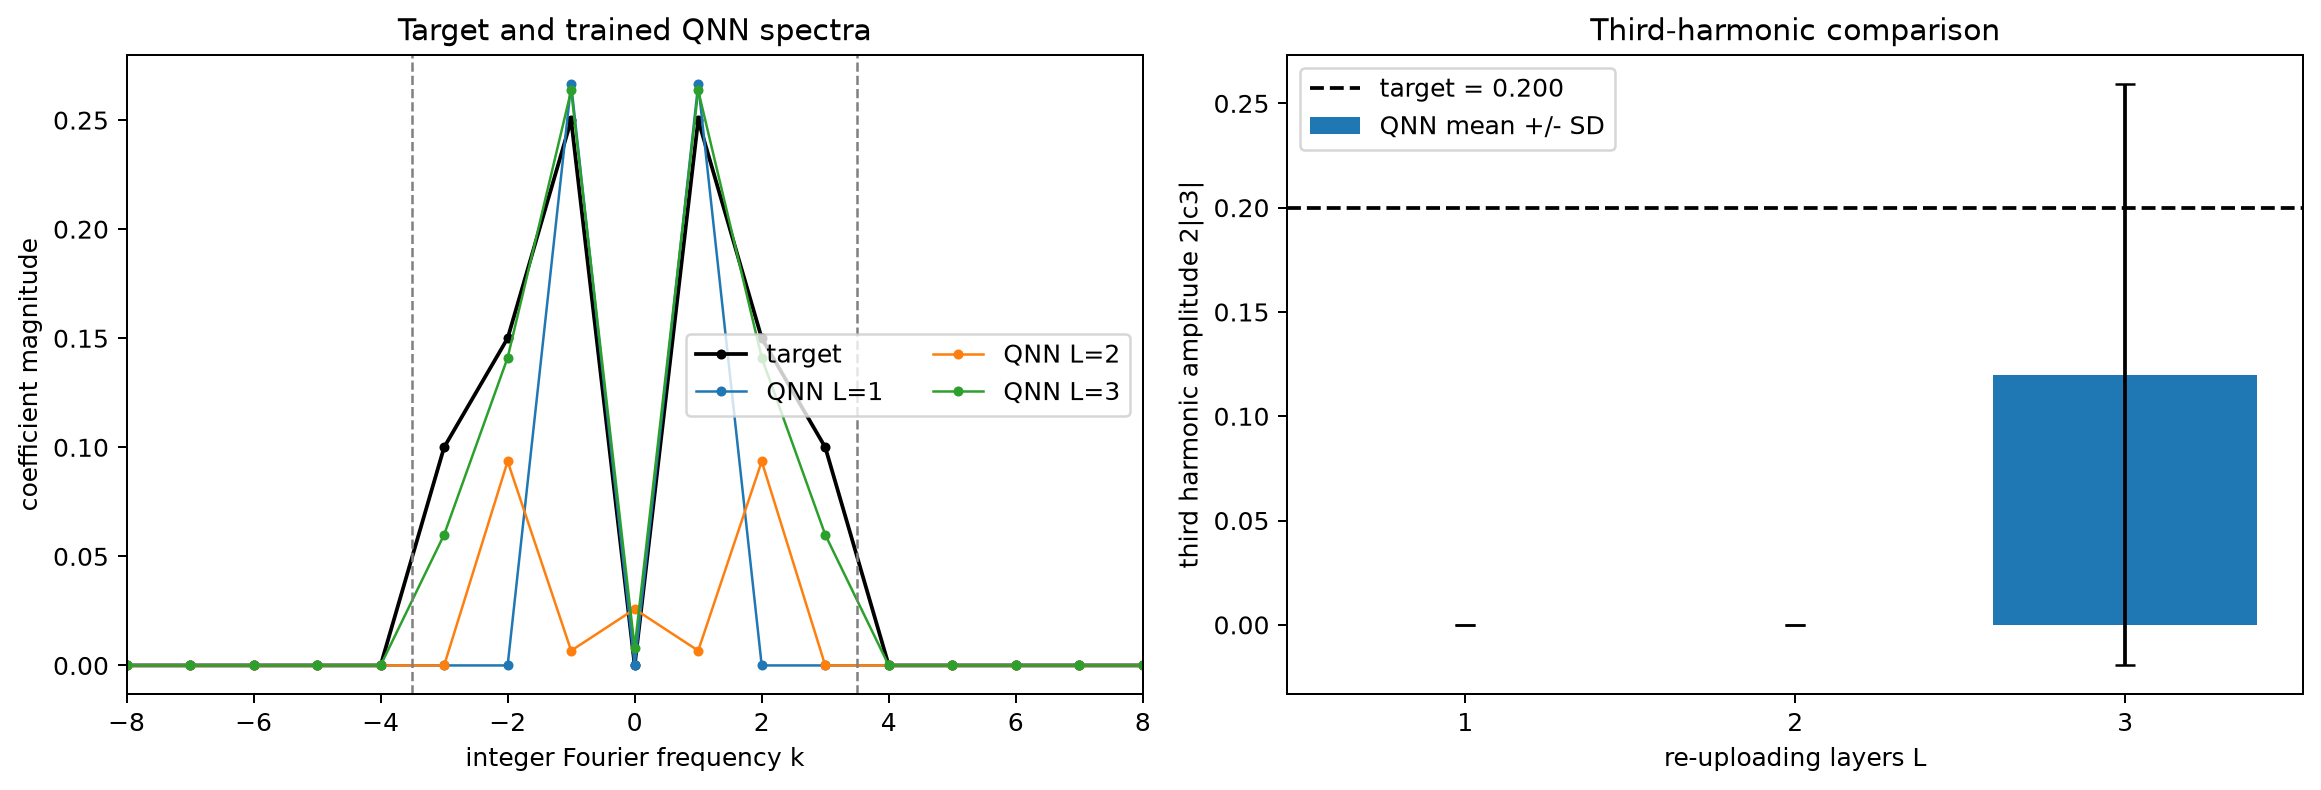 Target and trained QNN spectra
coefficient magnitude
0.25
0.20
0.15
0.10
0.05
0.00
target
QNN L=1
QNN L=2
QNN L=3
−8 −6 −4 −2 0 2 4 6 8
integer Fourier frequency k
Third-harmonic comparison
third harmonic amplitude 2|c3|
0.25
0.20
0.15
0.10
0.05
0.00
target = 0.200
QNN mean +/- SD
1 2 3
re-uploading layers L